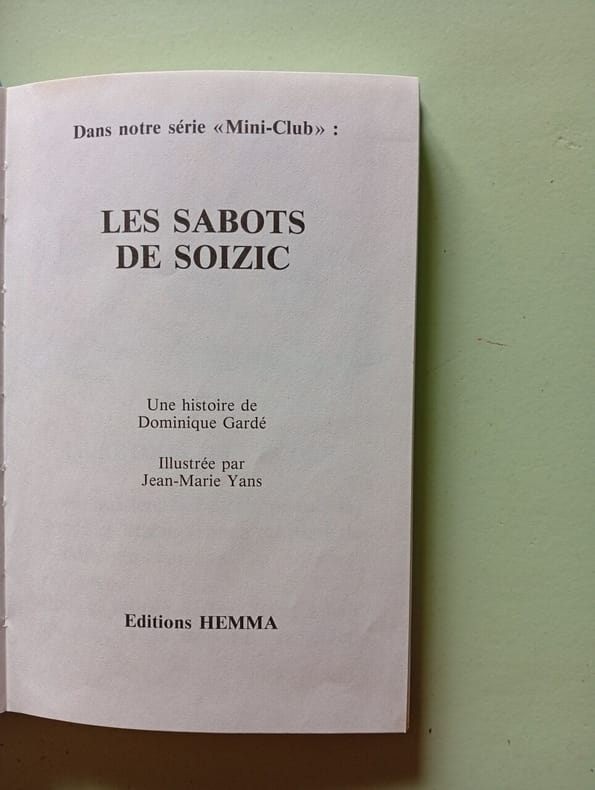 Dans notre série «Mini-Club» :
LES SABOTS
DE SOIZIC
Une histoire de
Dominique Gardé
Illustrée par
Jean-Marie Yans
Editions HEMMA